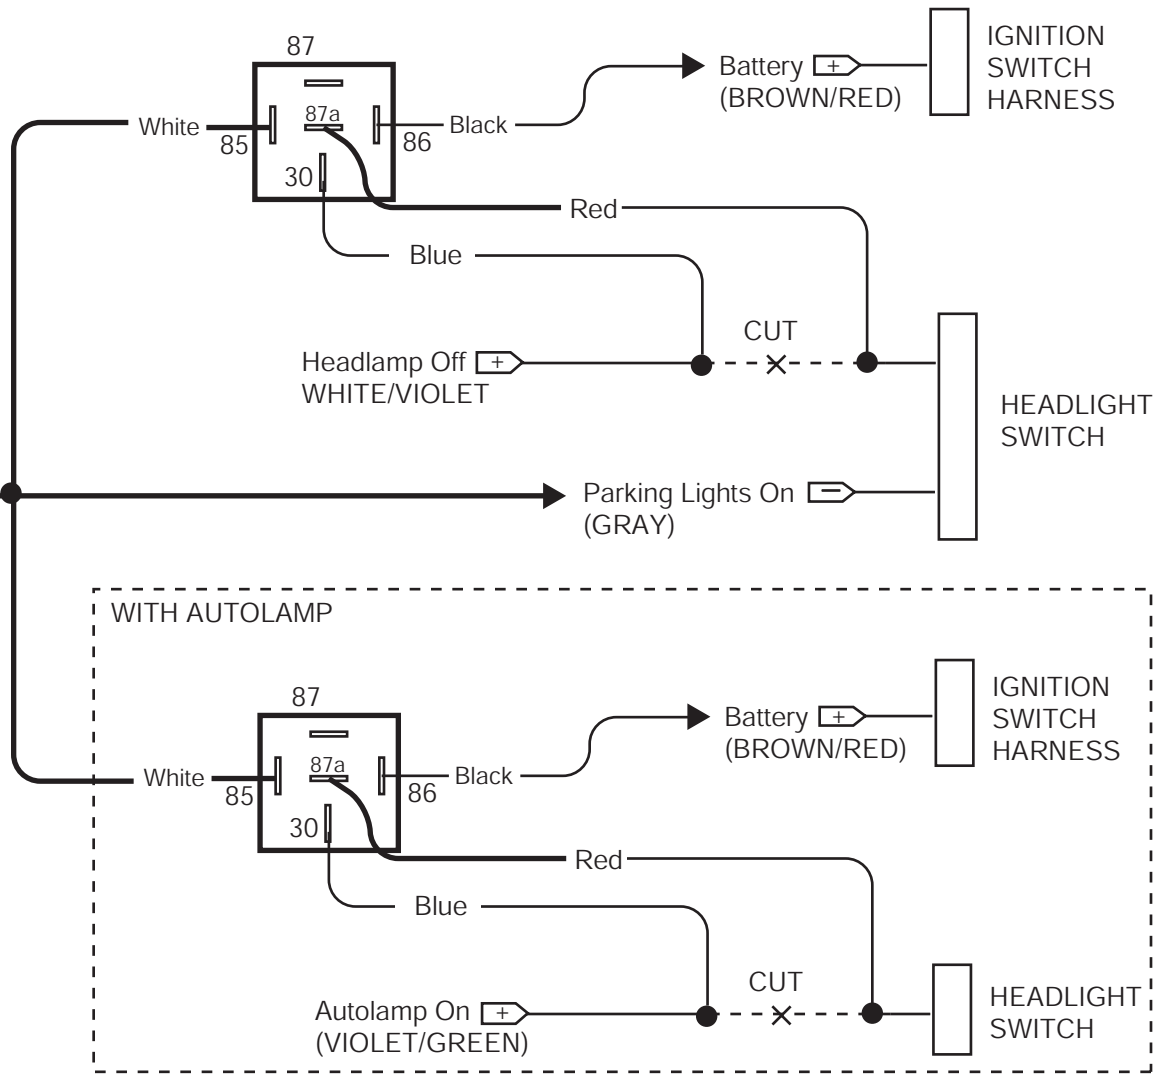 87
87a
85
86
30
White
Black
Red
Blue
Battery +
(BROWN/RED)
IGNITION
SWITCH
HARNESS
CUT
Headlamp Off +
WHITE/VIOLET
HEADLIGHT
SWITCH
Parking Lights On −
(GRAY)
WITH AUTOLAMP
87
87a
85
86
30
White
Black
Red
Blue
Battery +
(BROWN/RED)
IGNITION
SWITCH
HARNESS
CUT
Autolamp On +
(VIOLET/GREEN)
HEADLIGHT
SWITCH